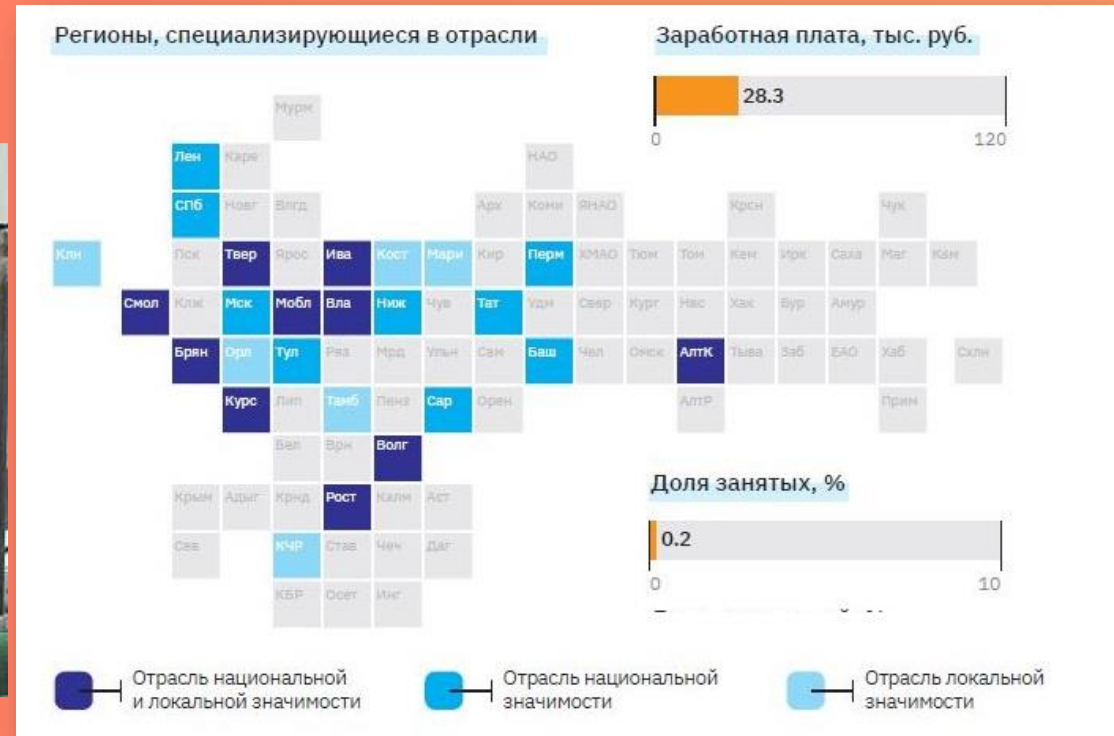 Регионы, специализирующиеся в отрасли
Заработная плата, тыс. руб.
28.3
0 120
Мурм
Лен Каре НАО
СПб Новг Влгд Арх Коми ЯНАО Крсн Чук
Клн Пск Твер Ярос Ива Кост Мари Кир Перм ХМАО Тюм Том Кем Ирк Саха Маг Кам
Смол Клж Мск Мобл Вла Ниж Чув Тат Удм Свер Кург Нвс Хак Бур Амур
Брян Орл Тул Ряз Мрд Ульн Сам Баш Чел Омск АлтК Тыва Заб ЕАО Хаб Схлн
Курс Лип Тамб Пенз Сар Орен АлтР Прим
Бел Врн Волг
Крым Адыг Крнд Рост Калм Аст
Сев КЧР Став Чеч Даг
КБР Осет Инг
Доля занятых, %
0.2
0 10
Отрасль национальной
и локальной значимости
Отрасль национальной
значимости
Отрасль локальной
значимости